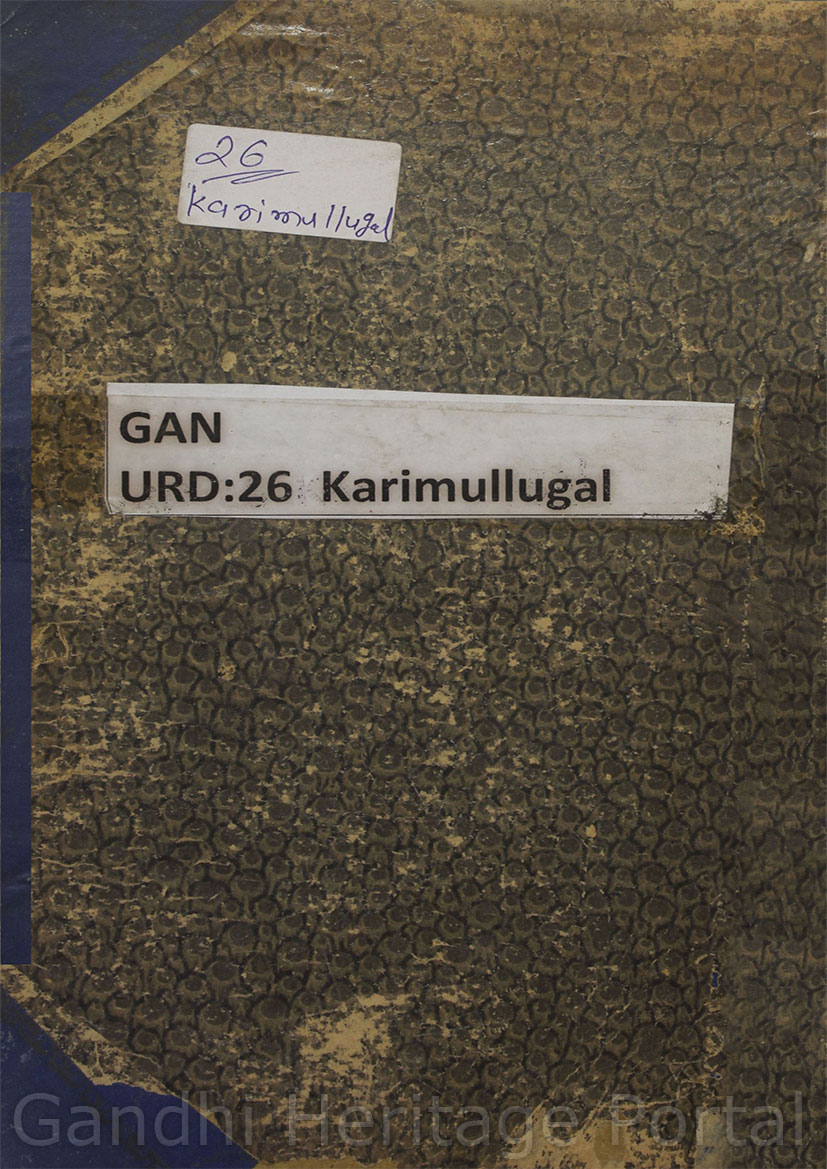 26
Karimullugal
GAN
URD:26 Karimullugal
Gandhi Heritage Portal